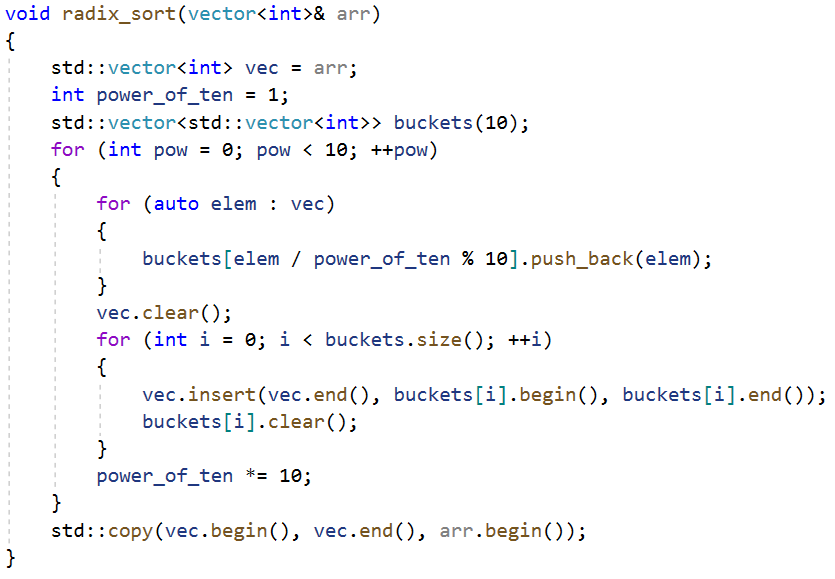 void radix_sort(vector<int>& arr)
{
    std::vector<int> vec = arr;
    int power_of_ten = 1;
    std::vector<std::vector<int>> buckets(10);
    for (int pow = 0; pow < 10; ++pow)
    {
        for (auto elem : vec)
        {
            buckets[elem / power_of_ten % 10].push_back(elem);
        }
        vec.clear();
        for (int i = 0; i < buckets.size(); ++i)
        {
            vec.insert(vec.end(), buckets[i].begin(), buckets[i].end());
            buckets[i].clear();
        }
        power_of_ten *= 10;
    }
    std::copy(vec.begin(), vec.end(), arr.begin());
}